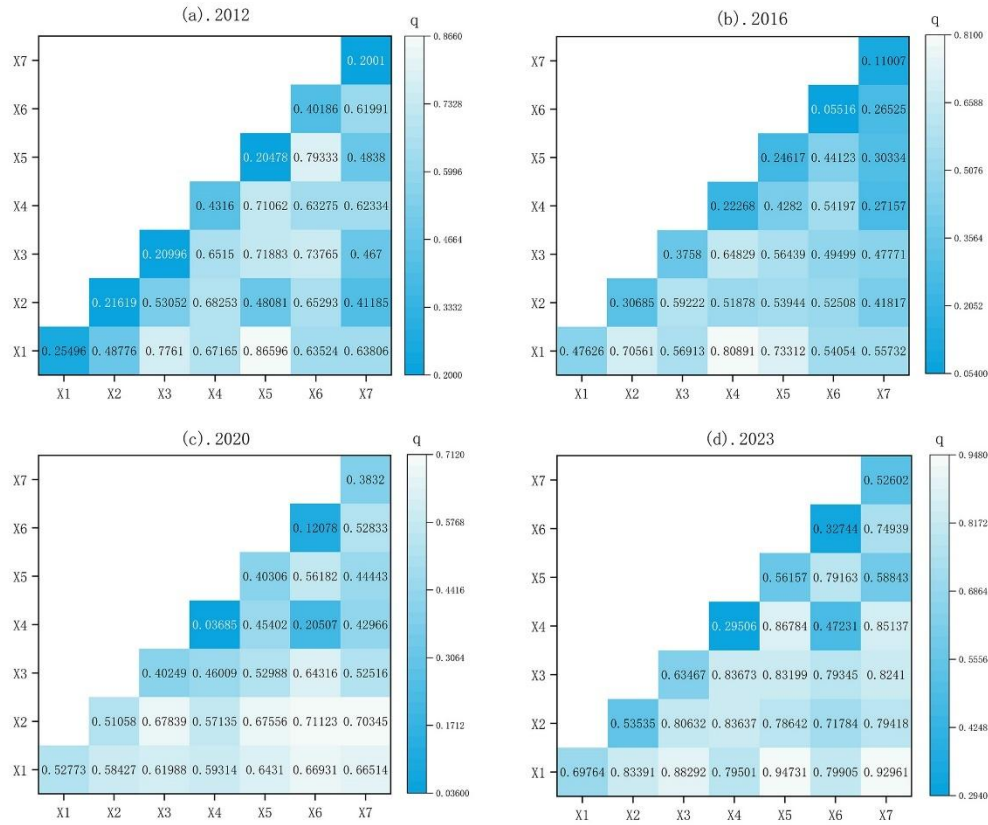 (a). 2012
q
0.8660
0.7328
0.5996
0.4664
0.3332
0.2000
X7
0.2001
X6
0.40186 0.61991
X5
0.20478 0.79333 0.4838
X4
0.4316 0.71062 0.63275 0.62334
X3
0.20996 0.6515 0.71883 0.73765 0.467
X2
0.21619 0.53052 0.68253 0.48081 0.65293 0.41185
X1
0.25496 0.48776 0.7761 0.67165 0.86596 0.63524 0.63806
X1 X2 X3 X4 X5 X6 X7
(b). 2016
q
0.8100
0.6588
0.5076
0.3564
0.2052
0.05400
X7
0.11007
X6
0.05516 0.26525
X5
0.24617 0.44123 0.30334
X4
0.22268 0.4282 0.54197 0.27157
X3
0.3758 0.64829 0.56439 0.49499 0.47771
X2
0.30685 0.59222 0.51878 0.53944 0.52508 0.41817
X1
0.47626 0.70561 0.56913 0.80891 0.73312 0.54054 0.55732
X1 X2 X3 X4 X5 X6 X7
(c). 2020
q
0.7120
0.5768
0.4416
0.3064
0.1712
0.03600
X7
0.3832
X6
0.12078 0.52833
X5
0.40306 0.56182 0.44443
X4
0.03685 0.45402 0.20507 0.42966
X3
0.40249 0.46009 0.52988 0.64316 0.52516
X2
0.51058 0.67839 0.57135 0.67556 0.71123 0.70345
X1
0.52773 0.58427 0.61988 0.59314 0.6431 0.66931 0.66514
X1 X2 X3 X4 X5 X6 X7
(d). 2023
q
0.9480
0.8172
0.6864
0.5556
0.4248
0.2940
X7
0.52602
X6
0.32744 0.74939
X5
0.56157 0.79163 0.58843
X4
0.29506 0.86784 0.47231 0.85137
X3
0.63467 0.83673 0.83199 0.79345 0.8241
X2
0.53535 0.80632 0.83637 0.78642 0.71784 0.79418
X1
0.69764 0.83391 0.88292 0.79501 0.94731 0.79905 0.92961
X1 X2 X3 X4 X5 X6 X7